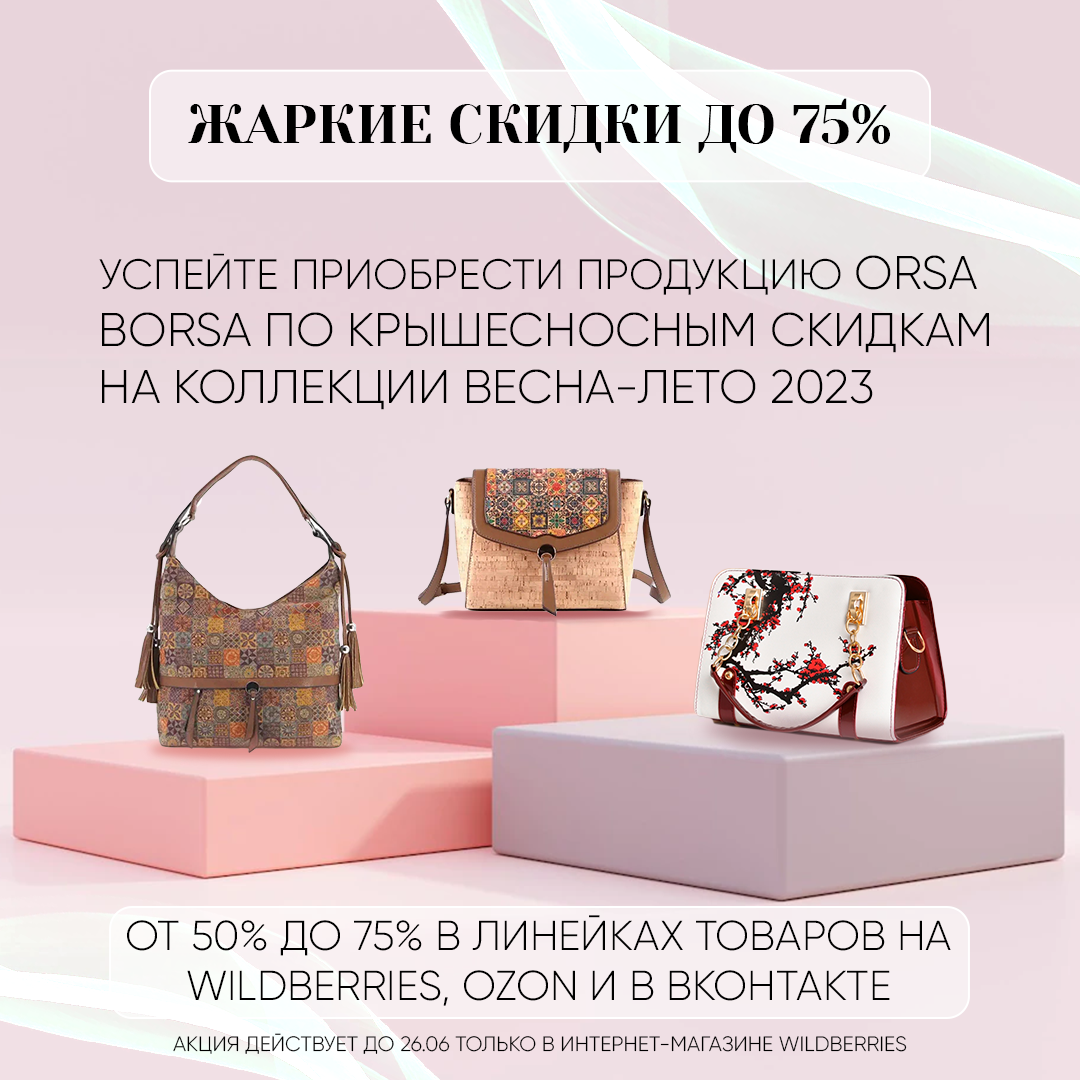 ЖАРКИЕ СКИДКИ ДО 75%
УСПЕЙТЕ ПРИОБРЕСТИ ПРОДУКЦИЮ ORSA
BORSA ПО КРЫШЕСНОСНЫМ СКИДКАМ
НА КОЛЛЕКЦИИ ВЕСНА-ЛЕТО 2023
ОТ 50% ДО 75% В ЛИНЕЙКАХ ТОВАРОВ НА
WILDBERRIES, OZON И В ВКОНТАКТЕ
АКЦИЯ ДЕЙСТВУЕТ ДО 26.06 ТОЛЬКО В ИНТЕРНЕТ-МАГАЗИНЕ WILDBERRIES